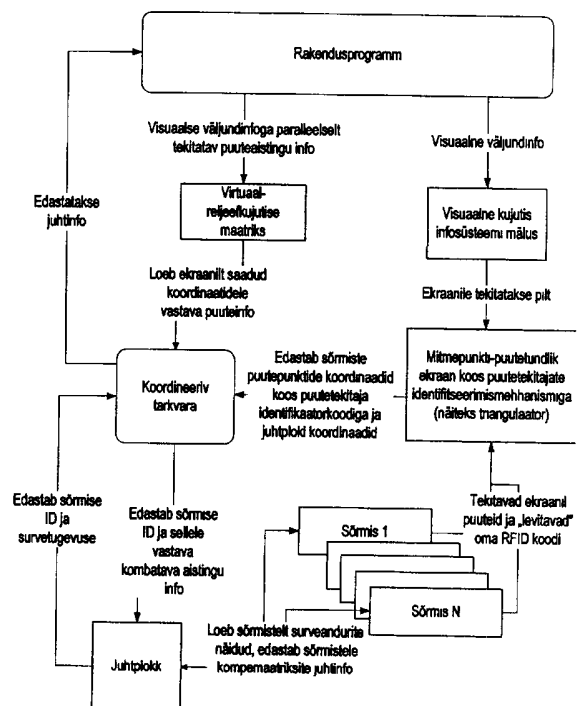 Rakendusprogramm
Visuaalse väljundinfoga paralleelselt
tekitatav puuteaistingu info
Visuaalne väljundinfo
Edastatakse
juhtinfo
Virtuaal-
reljeefkujutise
maatriks
Visuaalne kujutis
infosüsteemi mälus
Loeb ekraanilt saadud
koordinaatidele
vastava puuteinfo
Ekraanile tekitatakse pilt
Koordineeriv
tarkvara
Edastab sõrmiste
puutepunktide koordinaadid
koos puutetekitaja
identifikaatorkoodiga ja
juhtploki koordinaadid
Mitmepunkti-puutetundlik
ekraan koos puutetekitajate
identifitseerimismehhanismiga
(näiteks triangulaator)
Edastab sõrmise
ID ja
survetugevuse
Edastab sõrmise
ID ja sellele
vastava
kombatava aistingu
info
Sõrmis 1
Sõrmis N
Tekitavad ekraanil
puuteid ja „levitavad"
oma RFID koodi
Loeb sõrmistelt surveandurite
näidud, edastab sõrmistele
kompemaatriksite juhtinfo
Juhtplokk